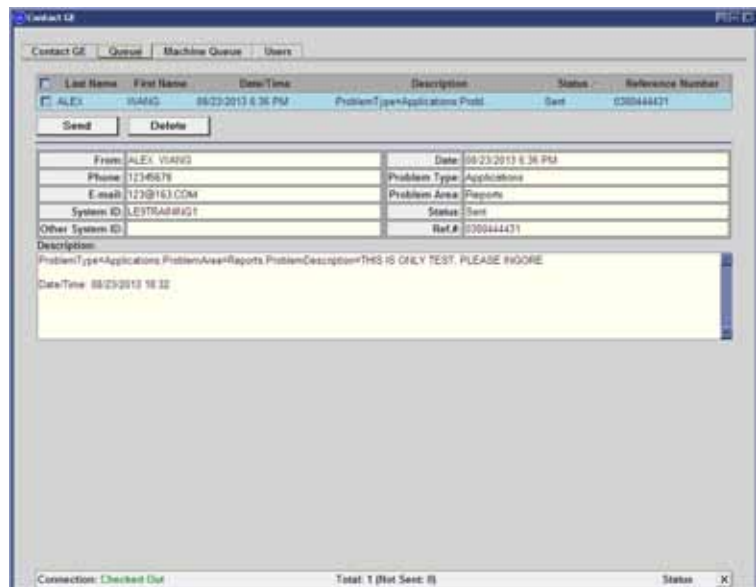 Contact GE
Contact GE Queue Machine Queue Users
Last Name First Name Date/Time Description Status Reference Number
ALEX WANG 08/23/2013 6:36 PM ProblemType=Applications:Probl... Sent 0300444431
Send Delete
From: ALEX WANG Date: 08/23/2013 6:36 PM
Phone: 12345678 Problem Type: Applications
E-mail: 123@163.COM Problem Area: Reports
System ID: LE9TRAINING1 Status: Sent
Other System ID: Ref.#: 0300444431
Description:
ProblemType=Applications:ProblemArea=Reports:ProblemDescription=THIS IS ONLY TEST. PLEASE INGORE
Date/Time: 08/23/2013 18:32
Connection: Checked Out Total: 1 (Not Sent: 0) Status X